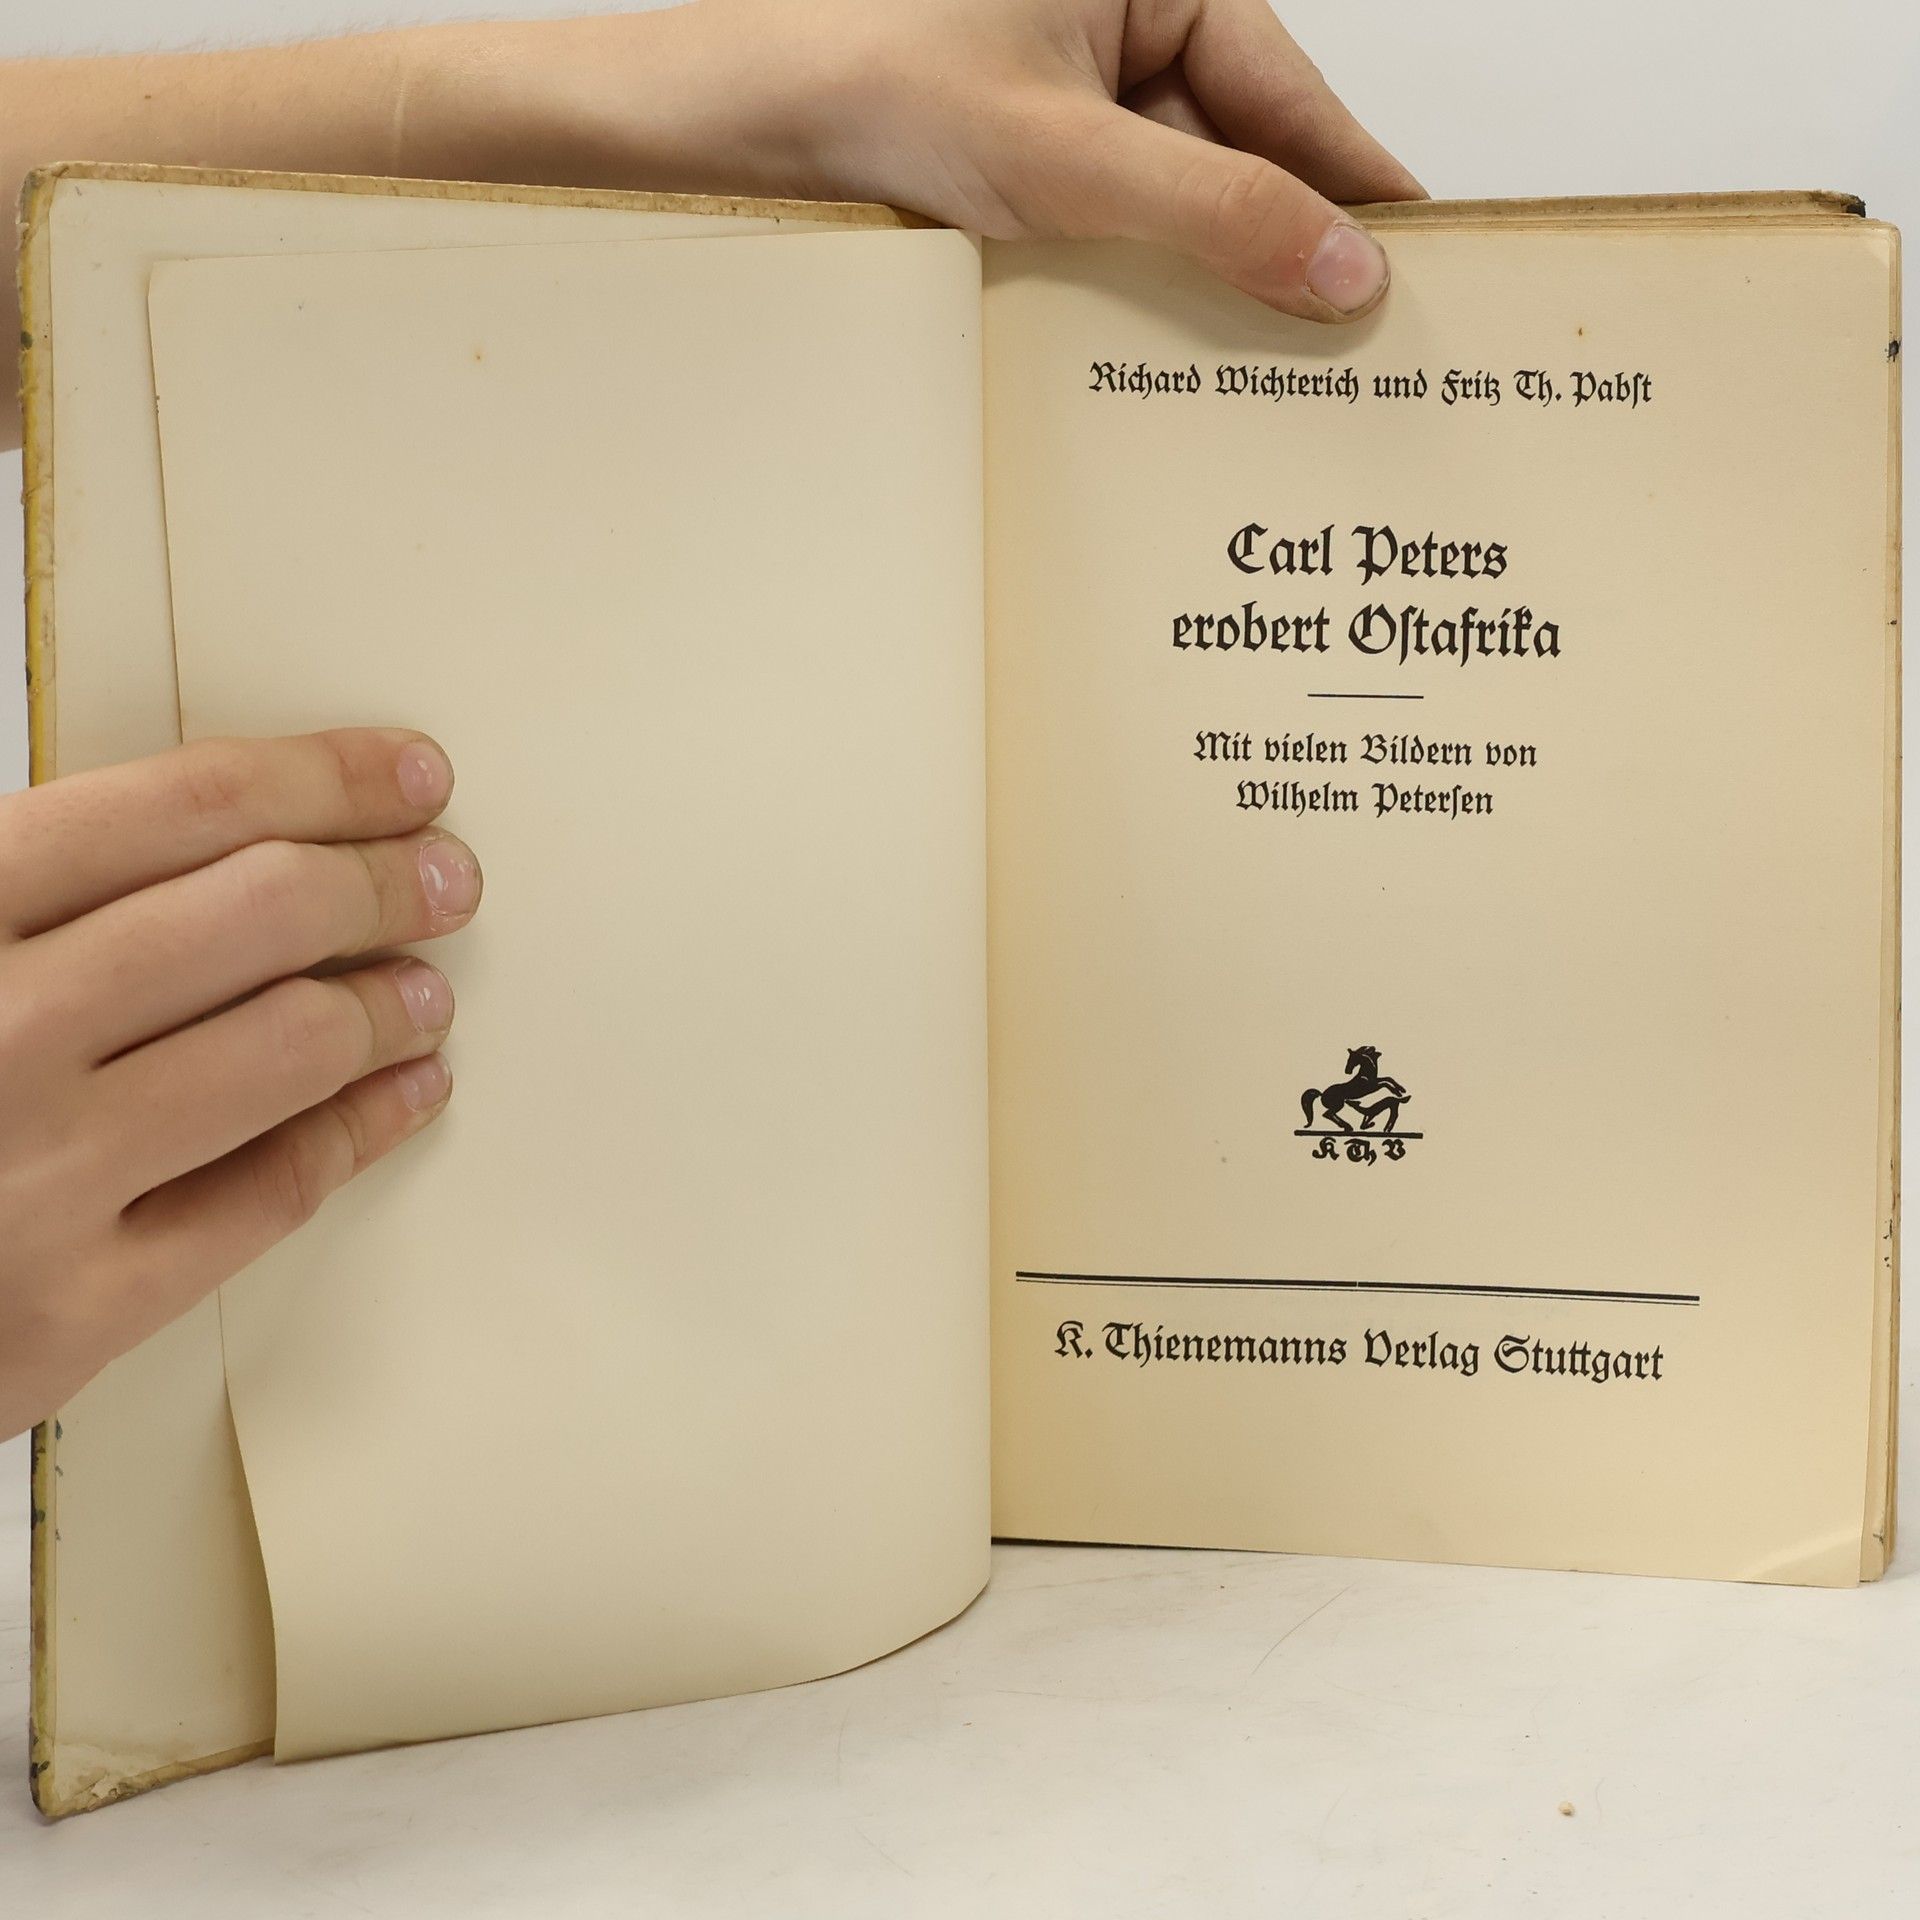 Richard Wichterich und Fritz Th. Pabſt
Carl Peters
erobert Oſtafrika
Mit vielen Bildern von
Wilhelm Peterſen
K Th V
K. Thienemanns Verlag Stuttgart